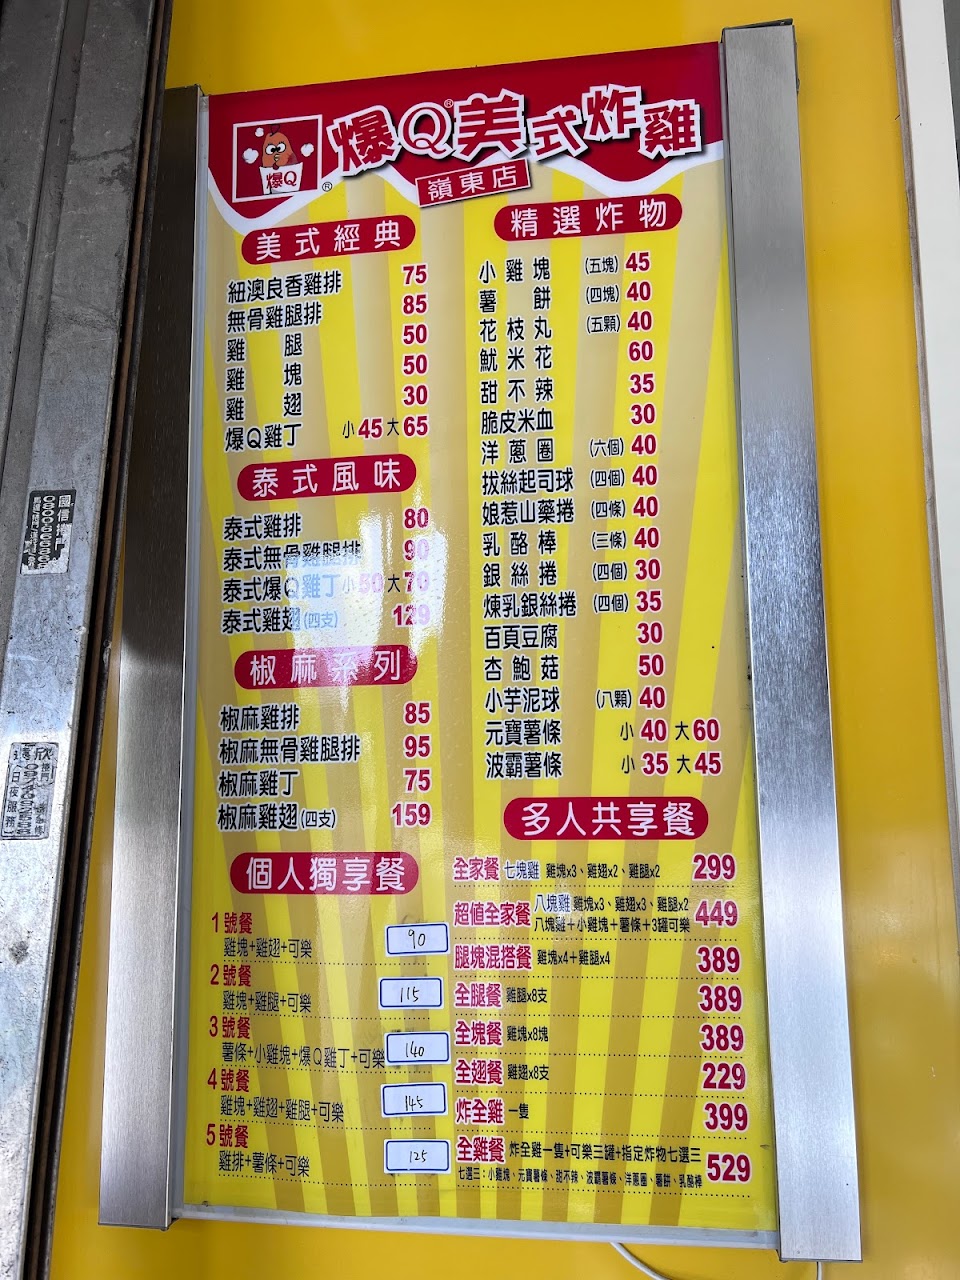 爆Q
®
爆Q®美式炸雞
嶺東店
美式經典
紐澳良香雞排 75
無骨雞腿排 85
雞腿 50
雞塊 50
雞翅 30
爆Q雞丁 小45大65
泰式風味
泰式雞排 80
泰式無骨雞腿排 90
泰式爆Q雞丁小50大70
泰式雞翅(四支) 129
椒麻系列
椒麻雞排 85
椒麻無骨雞腿排 95
椒麻雞丁 75
椒麻雞翅(四支) 159
個人獨享餐
1號餐
雞塊+雞翅+可樂 90
2號餐
雞塊+雞腿+可樂 115
3號餐
薯條+小雞塊+爆Q雞丁+可樂 140
4號餐
雞塊+雞翅+雞腿+可樂 145
5號餐
雞排+薯條+可樂 125
精選炸物
小雞塊 (五塊) 45
薯餅 (四塊) 40
花枝丸 (五顆) 40
魷米花 60
甜不辣 35
脆皮米血 30
洋蔥圈 (六個) 40
拔絲起司球 (四個) 40
娘惹山藥捲 (四條) 40
乳酪棒 (三條) 40
銀絲捲 (四個) 30
煉乳銀絲捲 (四個) 35
百頁豆腐 30
杏鮑菇 50
小芋泥球 (八顆) 40
元寶薯條 小40大60
波霸薯條 小35大45
多人共享餐
全家餐 七塊雞 雞塊x3、雞翅x2、雞腿x2 299
超值全家餐 八塊雞 雞塊x3、雞翅x3、雞腿x2
八塊雞+小雞塊+薯條+3罐可樂 449
腿塊混搭餐 雞塊x4+雞腿x4 389
全腿餐 雞腿x8支 389
全塊餐 雞塊x8塊 389
全翅餐 雞翅x8支 229
炸全雞 一隻 399
全雞餐 炸全雞一隻+可樂三罐+指定炸物七選三 529
七選三：小雞塊、元寶薯條、甜不辣、波霸薯條、洋蔥圈、薯餅、乳酪棒